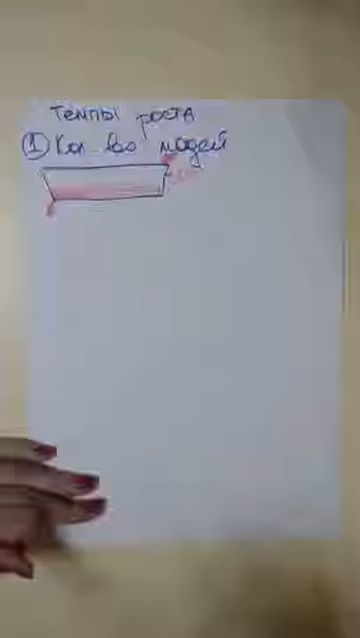 Темпы роста
① Кол во людей